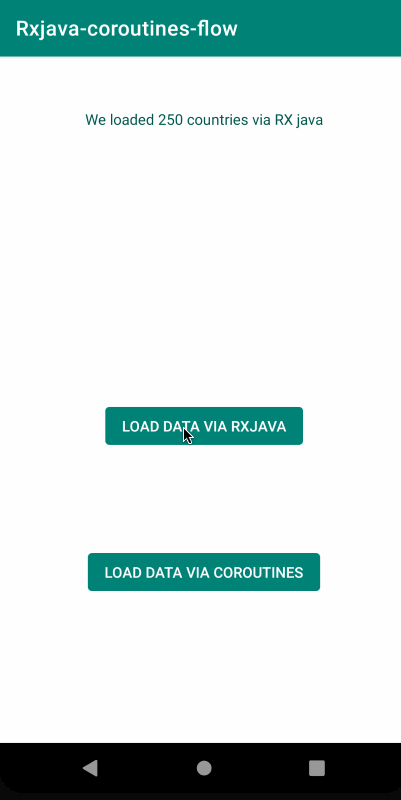 Rxjava-coroutines-flow
We loaded 250 countries via RX java
LOAD DATA VIA RXJAVA
LOAD DATA VIA COROUTINES